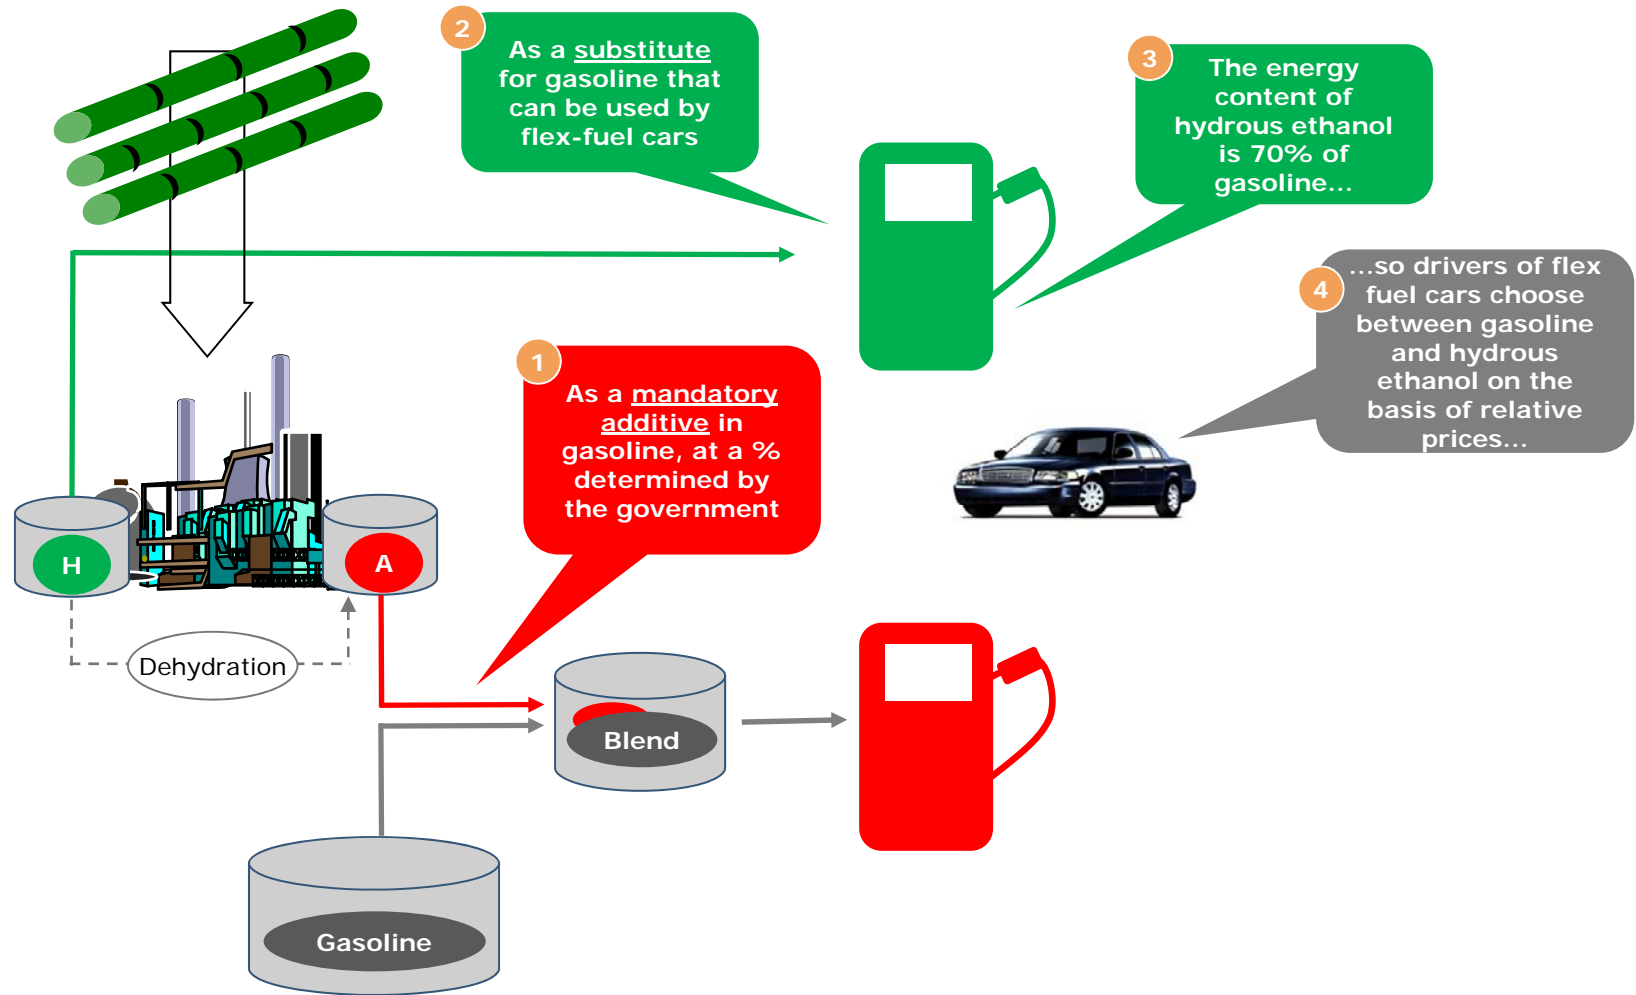 2
As a substitute
for gasoline that
can be used by
flex-fuel cars
3
The energy
content of
hydrous ethanol
is 70% of
gasoline...
4
...so drivers of flex
fuel cars choose
between gasoline
and hydrous
ethanol on the
basis of relative
prices...
1
As a mandatory
additive in
gasoline, at a %
determined by
the government
H
A
Dehydration
Blend
Gasoline